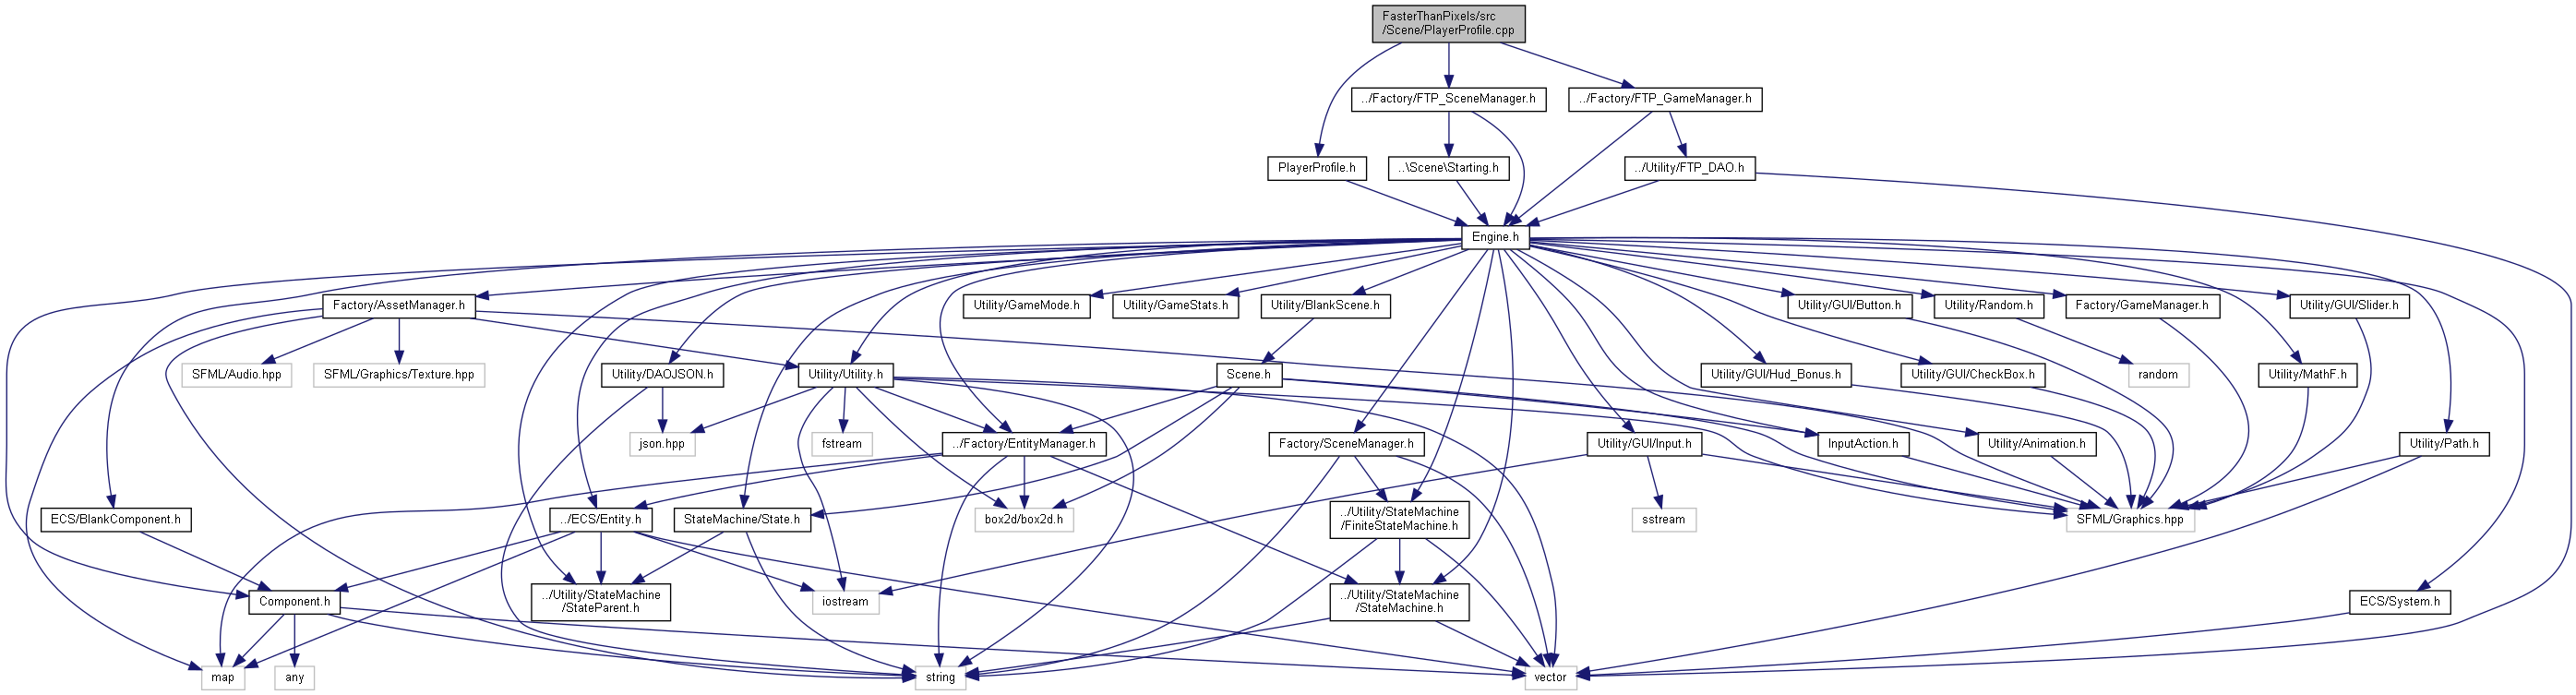 FasterThanPixels/src
/Scene/PlayerProfile.cpp
../Factory/FTP_SceneManager.h
../Factory/FTP_GameManager.h
PlayerProfile.h
..\Scene\Starting.h
../Utility/FTP_DAO.h
Engine.h
Factory/AssetManager.h
Utility/GameMode.h
Utility/GameStats.h
Utility/BlankScene.h
Utility/GUI/Button.h
Utility/Random.h
Factory/GameManager.h
Utility/GUI/Slider.h
SFML/Audio.hpp
SFML/Graphics/Texture.hpp
Utility/DAOJSON.h
Utility/Utility.h
Scene.h
Utility/GUI/Hud_Bonus.h
Utility/GUI/CheckBox.h
random
Utility/MathF.h
json.hpp
fstream
../Factory/EntityManager.h
Factory/SceneManager.h
Utility/GUI/Input.h
InputAction.h
Utility/Animation.h
Utility/Path.h
ECS/BlankComponent.h
../ECS/Entity.h
StateMachine/State.h
box2d/box2d.h
../Utility/StateMachine
/FiniteStateMachine.h
sstream
SFML/Graphics.hpp
Component.h
../Utility/StateMachine
/StateParent.h
iostream
../Utility/StateMachine
/StateMachine.h
ECS/System.h
map
any
string
vector